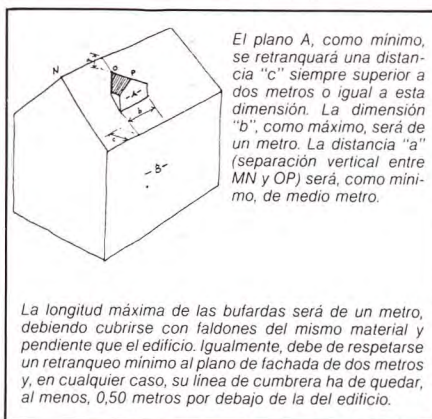 N
a
O
P
-A-
b
c
-B-
El plano A, como mínimo,
se retranquará una distan-
cia "c" siempre superior a
dos metros o igual a esta
dimensión. La dimensión
"b", como máximo, será de
un metro. La distancia "a"
(separación vertical entre
MN y OP) será, como míni-
mo, de medio metro.
La longitud máxima de las bufardas será de un metro,
debiendo cubrirse con faldones del mismo material y
pendiente que el edificio. Igualmente, debe de respetarse
un retranqueo mínimo al plano de fachada de dos metros
y, en cualquier caso, su línea de cumbrera ha de quedar,
al menos, 0,50 metros por debajo de la del edificio.